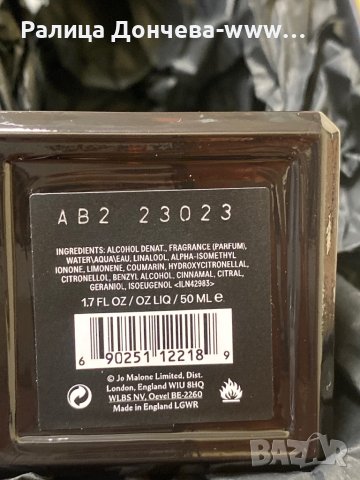 Ралица Дончева-www...
AB2 23023
INGREDIENTS: ALCOHOL DENAT., FRAGRANCE (PARFUM),
WATER\AQUA\EAU, LINALOOL, ALPHA-ISOMETHYL
IONONE, LIMONENE, COUMARIN, HYDROXYCITRONELLAL,
CITRONELLOL, BENZYL ALCOHOL, CINNAMAL, CITRAL,
GERANIOL, ISOEUGENOL <ILN42983>
1.7 FL OZ / OZ LIQ / 50 ML e
6 90251 12218 9
© Jo Malone Limited, Dist.
London, England W1U 8HQ
WLBS NV, Oevel BE-2260
Made in England LGWR
BAZAR